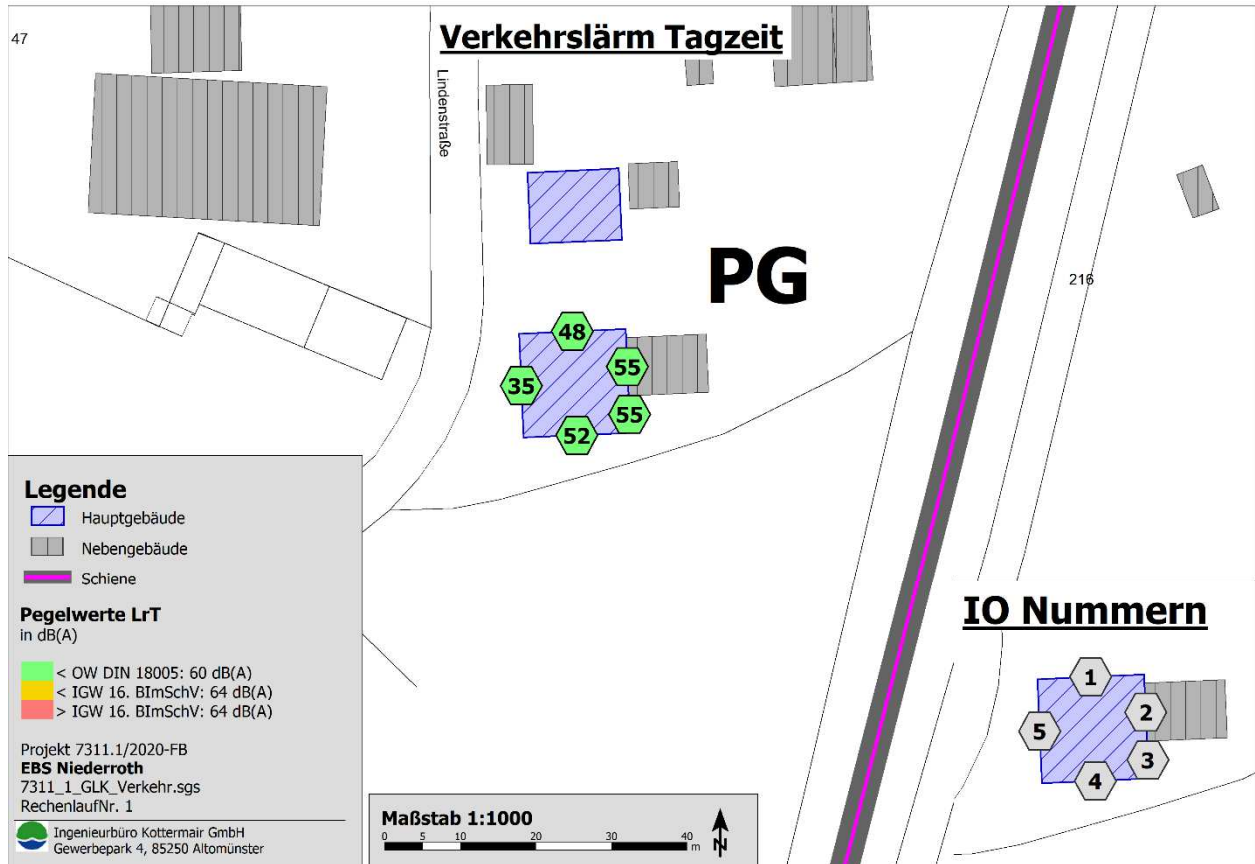 47
Verkehrslärm Tagzeit
Lindenstraße
PG
216
48
55
35
55
52
Legende
Hauptgebäude
Nebengebäude
Schiene
Pegelwerte LrT
in dB(A)
< OW DIN 18005: 60 dB(A)
< IGW 16. BImSchV: 64 dB(A)
> IGW 16. BImSchV: 64 dB(A)
Projekt 7311.1/2020-FB
EBS Niederroth
7311_1_GLK_Verkehr.sgs
RechenlaufNr. 1
Ingenieurbüro Kottermair GmbH
Gewerbepark 4, 85250 Altomünster
Maßstab 1:1000
0 5 10 20 30 40
m
N
IO Nummern
1
2
5
3
4